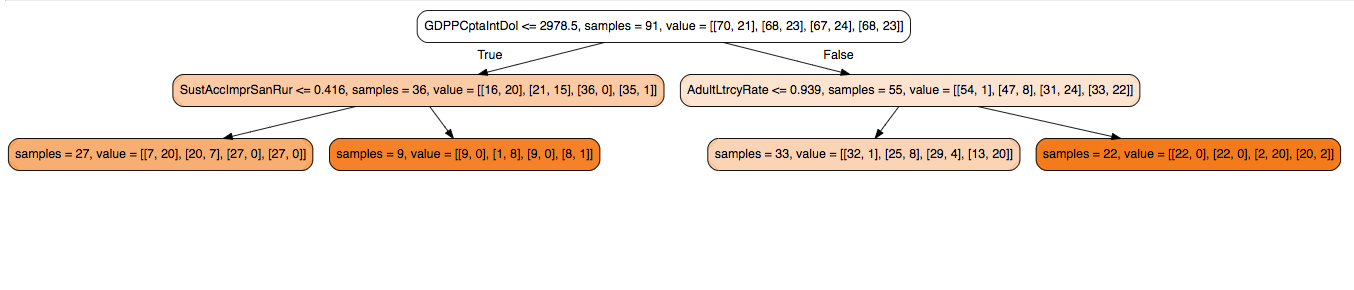 GDPPCptaIntDol <= 2978.5, samples = 91, value = [[70, 21], [68, 23], [67, 24], [68, 23]]
True
False
SustAccImprSanRur <= 0.416, samples = 36, value = [[16, 20], [21, 15], [36, 0], [35, 1]]
AdultLtrcyRate <= 0.939, samples = 55, value = [[54, 1], [47, 8], [31, 24], [33, 22]]
samples = 27, value = [[7, 20], [20, 7], [27, 0], [27, 0]]
samples = 9, value = [[9, 0], [1, 8], [9, 0], [8, 1]]
samples = 33, value = [[32, 1], [25, 8], [29, 4], [13, 20]]
samples = 22, value = [[22, 0], [22, 0], [2, 20], [20, 2]]